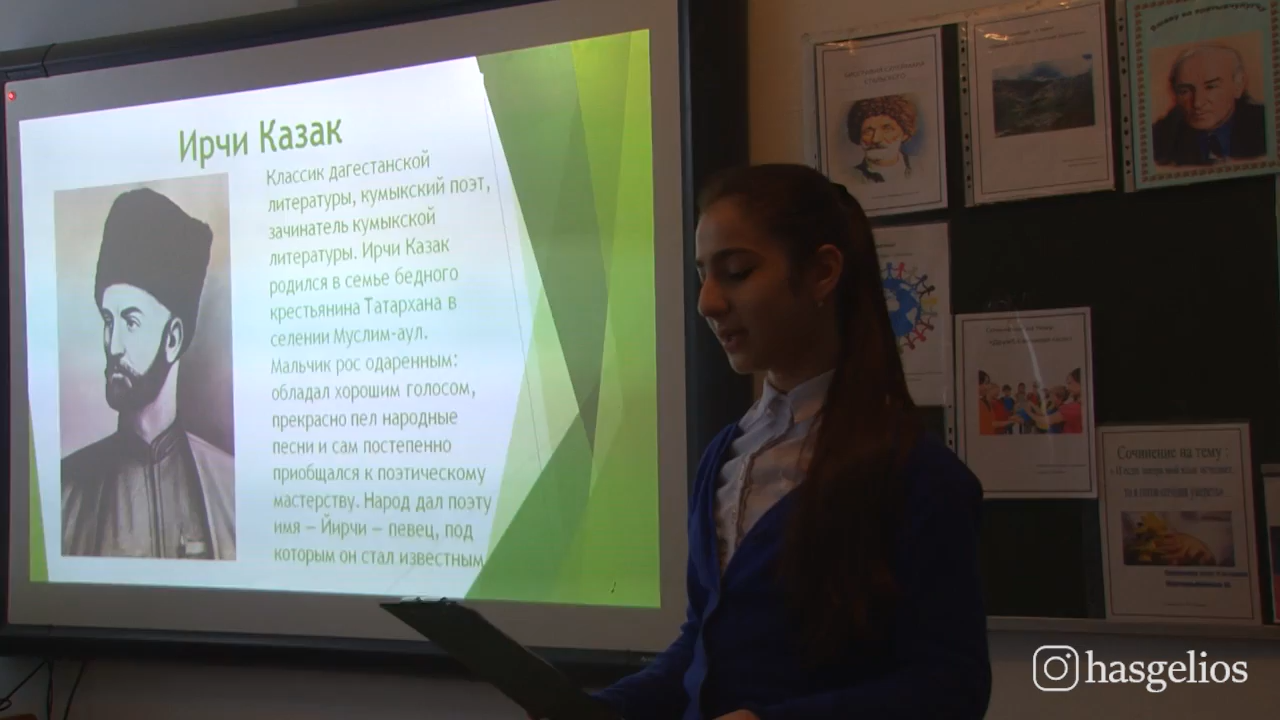 Ирчи Казак
Классик дагестанской
литературы, кумыкский поэт,
зачинатель кумыкской
литературы. Ирчи Казак
родился в семье бедного
крестьянина Татархана в
селении Муслим-аул.
Мальчик рос одаренным:
обладал хорошим голосом,
прекрасно пел народные
песни и сам постепенно
приобщался к поэтическому
мастерству. Народ дал поэту
имя – Йирчи – певец, под
которым он стал известным
Сочинение на тему :
hasgelios